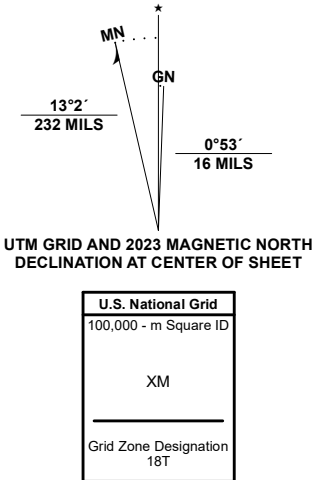 ★
MN
GN
13°2´
232 MILS
0°53´
16 MILS
UTM GRID AND 2023 MAGNETIC NORTH
DECLINATION AT CENTER OF SHEET
U.S. National Grid
100,000 - m Square ID
XM
Grid Zone Designation
18T